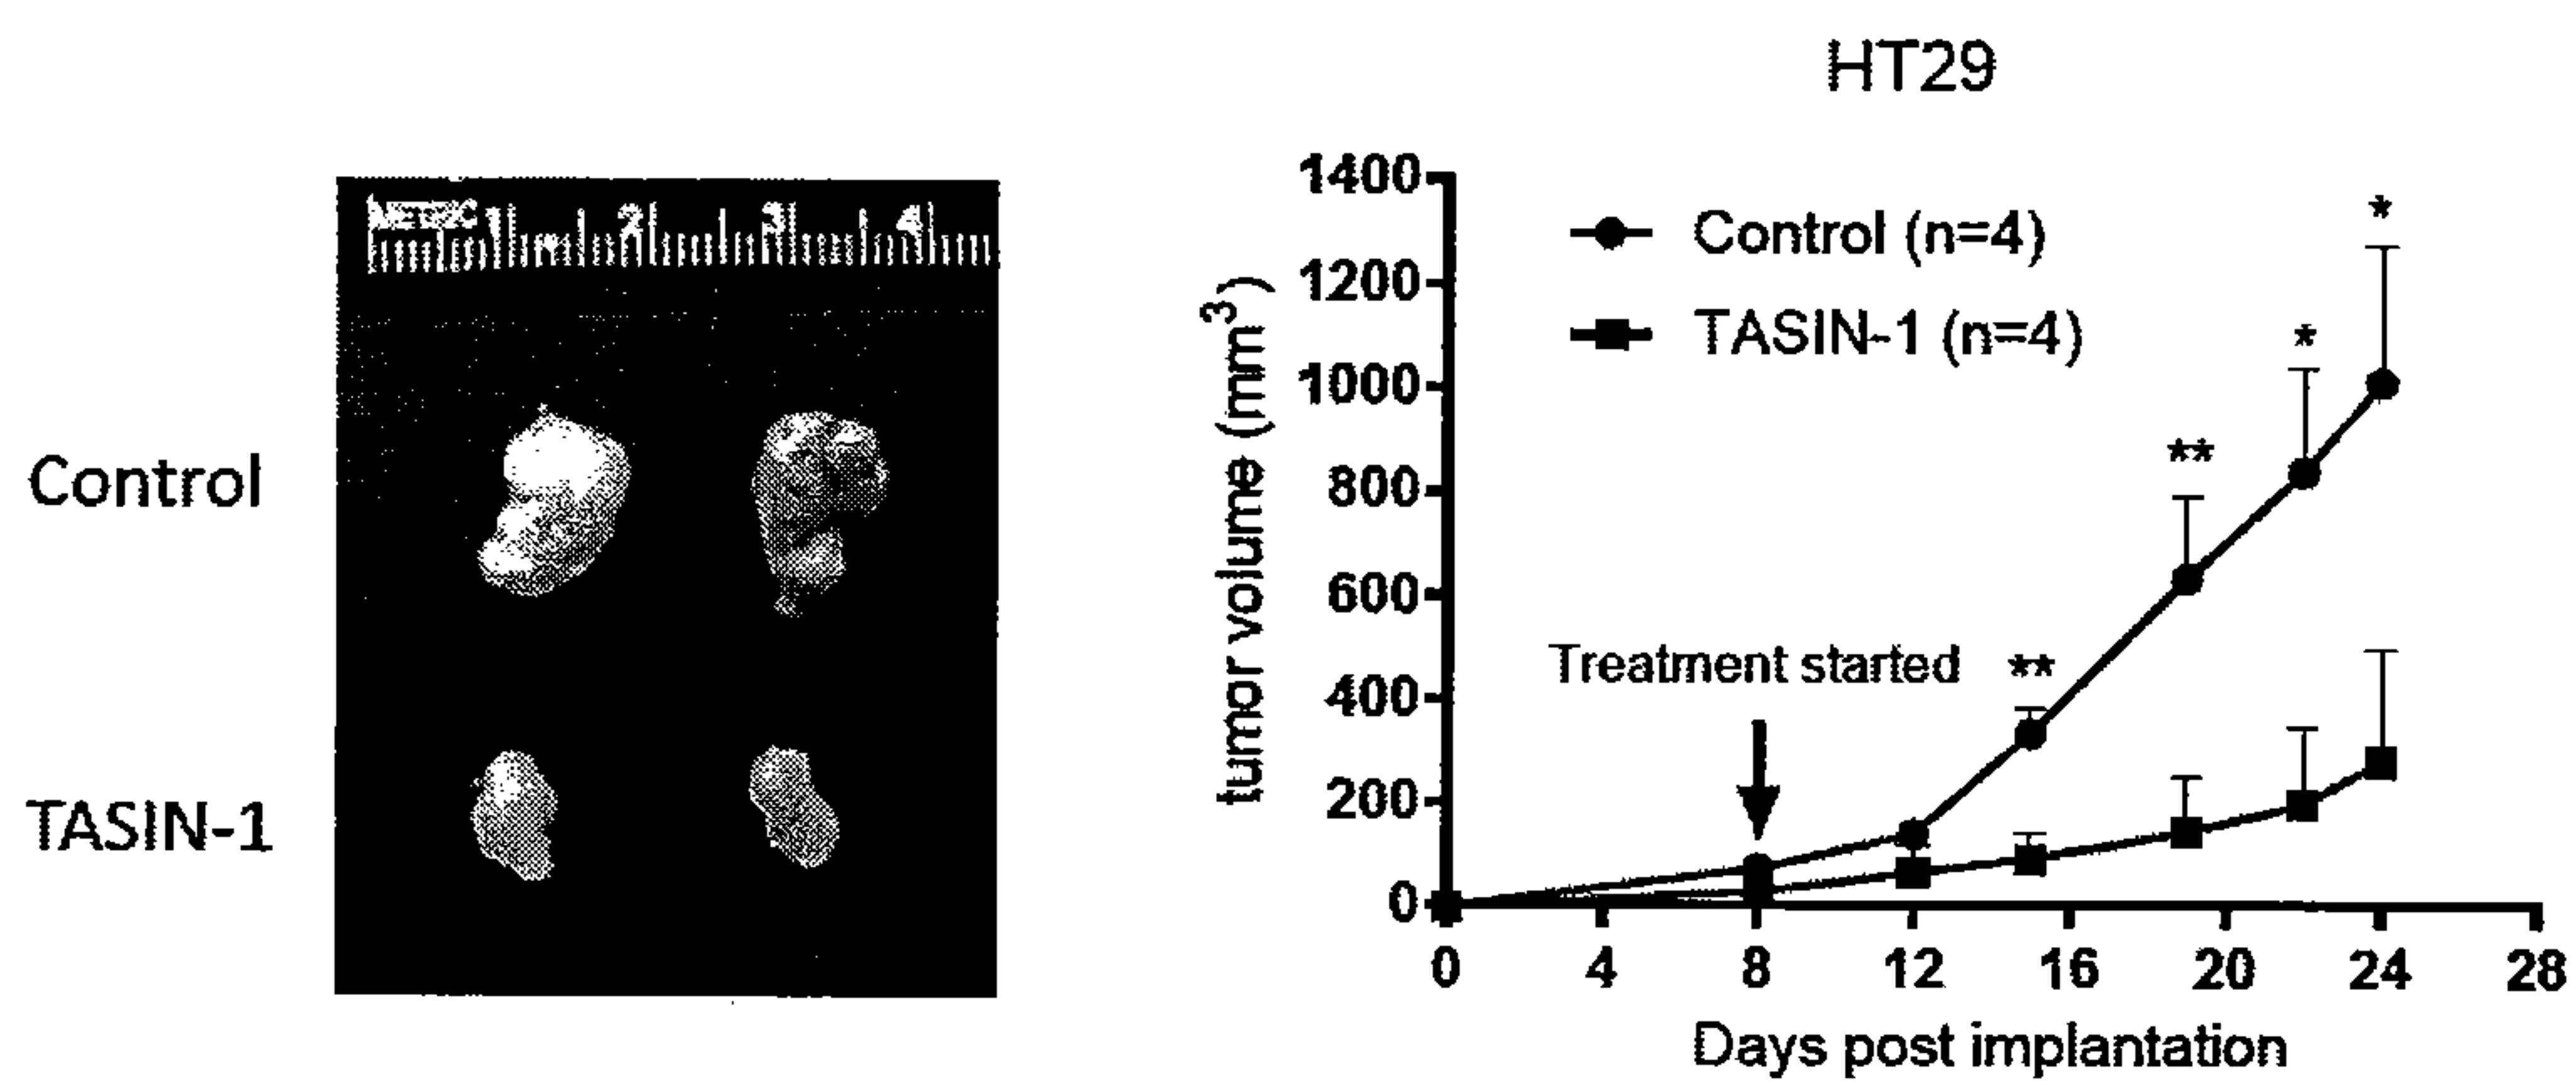 HT29
METRIC 1 2 3 4
Control
TASIN-1
1400
1200
1000
800
600
400
200
0
tumor volume (mm³)
Control (n=4)
TASIN-1 (n=4)
Treatment started
**
**
*
*
0 4 8 12 16 20 24 28
Days post implantation